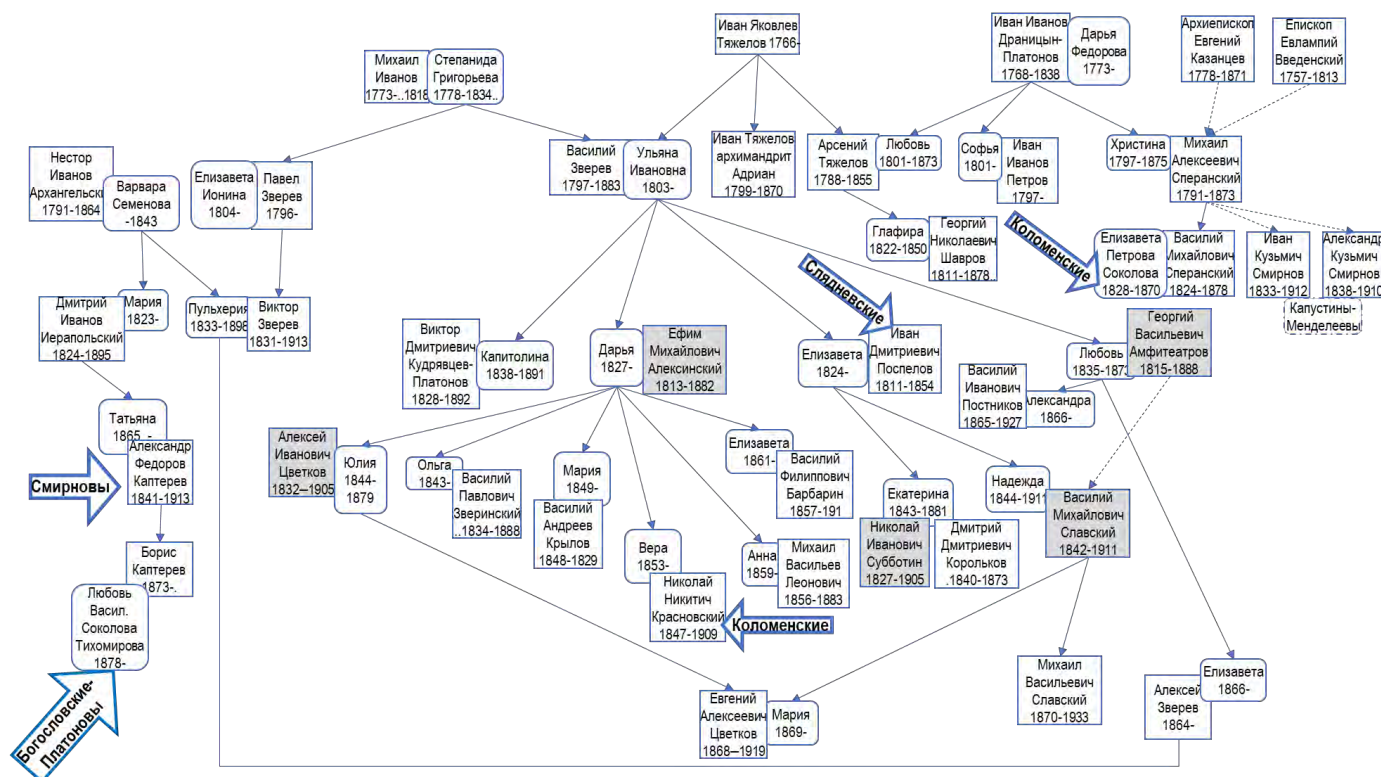 Иван Яковлев
Тяжелов 1766-
Иван Иванов
Драницын-
Платонов
1768-1838
Дарья
Федорова
1773-
Архиепископ
Евгений
Казанцев
1778-1871
Епископ
Евлампий
Введенский
1757-1813
Михаил
Иванов
1773-..1818
Степанида
Григорьева
1778-1834..
Нестор
Иванов
Архангельски
1791-1864
Варвара
Семенова
-1843
Елизавета
Ионина
1804-
Павел
Зверев
1796-
Василий
Зверев
1797-1883
Ульяна
Ивановна
1803-
Иван Тяжелов
архимандрит
Адриан
1799-1870
Арсений
Тяжелов
1788-1855
Любовь
1801-1873
Софья
1801-
Иван
Иванов
Петров
1797-
Христина
1797-1875
Михаил
Алексеевич
Сперанский
1791-1873
Глафира
1822-1850
Георгий
Николаевич
Шавров
1811-1878..
Коломенские
Елизавета
Петрова
Соколова
1828-1870
Василий
Михайлович
Сперанский
1824-1878
Иван
Кузьмич
Смирнов
1833-1912
Александр
Кузьмич
Смирнов
1838-1910
Капустины-
Менделеевы
Дмитрий
Иванов
Иерапольский
1824-1895
Мария
1823-
Пульхерия
1833-1898
Виктор
Зверев
1831-1913
Виктор
Дмитриевич
Кудрявцев-
Платонов
1828-1892
Капитолина
1838-1891
Дарья
1827-
Ефим
Михайлович
Алексинский
1813-1882
Слядневские
Елизавета
1824-
Иван
Дмитриевич
Поспелов
1811-1854
Любовь
1835-1873
Георгий
Васильевич
Амфитеатров
1815-1888
Василий
Иванович
Постников
1865-1927
Александра
1866-
Татьяна
1865 -
Александр
Федоров
Каптерев
1841-1913
Смирновы
Алексей
Иванович
Цветков
1832–1905
Юлия
1844-
1879
Ольга
1843-
Василий
Павлович
Зверинский
..1834-1888
Мария
1849-
Василий
Андреев
Крылов
1848-1829
Вера
1853-
Николай
Никитич
Красновский
1847-1909
Коломенские
Анна
1859-
Михаил
Васильев
Леонович
1856-1883
Елизавета
1861-
Василий
Филиппович
Барбарин
1857-191
Екатерина
1843-1881
Николай
Иванович
Субботин
1827-1905
Дмитрий
Дмитриевич
Корольков
.1840-1873
Надежда
1844-1911
Василий
Михайлович
Славский
1842-1911
Борис
Каптерев
1873-.
Любовь
Васил.
Соколова
Тихомирова
1878-
Богословские-
Платоновы
Евгений
Алексеевич
Цветков
1868–1919
Мария
1869-
Михаил
Васильевич
Славский
1870-1933
Алексей
Зверев
1864-
Елизавета
1866-